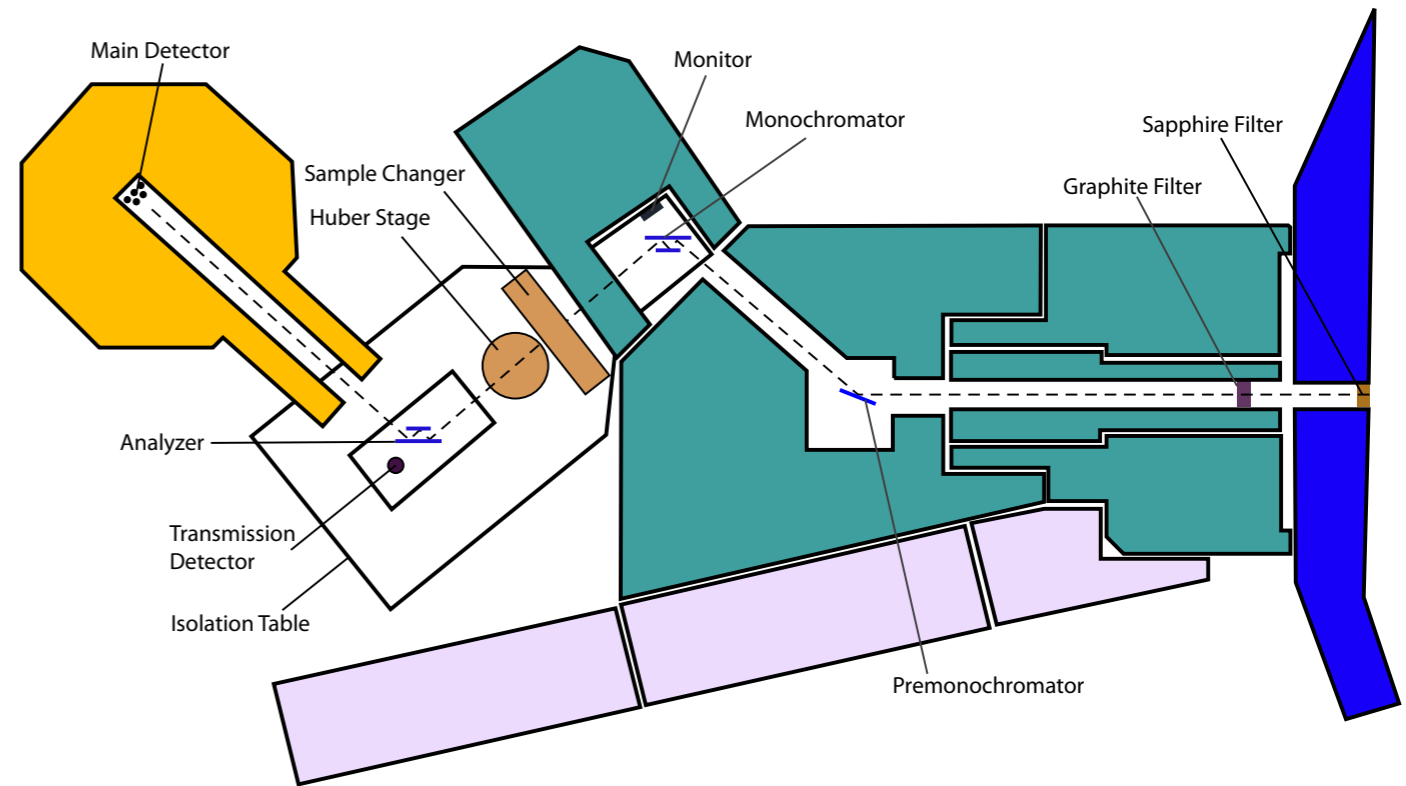 Main Detector
Monitor
Monochromator
Sapphire Filter
Sample Changer
Graphite Filter
Huber Stage
Analyzer
Transmission
Detector
Isolation Table
Premonochromator